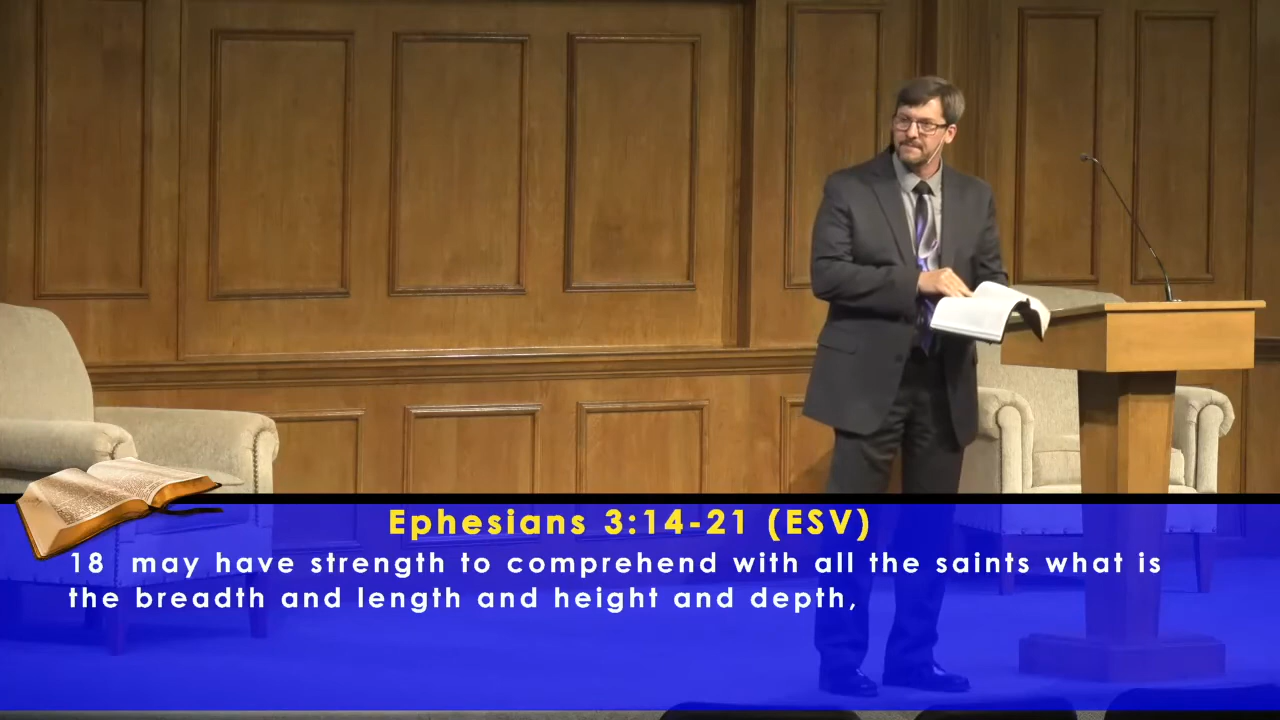 Ephesians 3:14-21 (ESV)
18 may have strength to comprehend with all the saints what is
the breadth and length and height and depth,